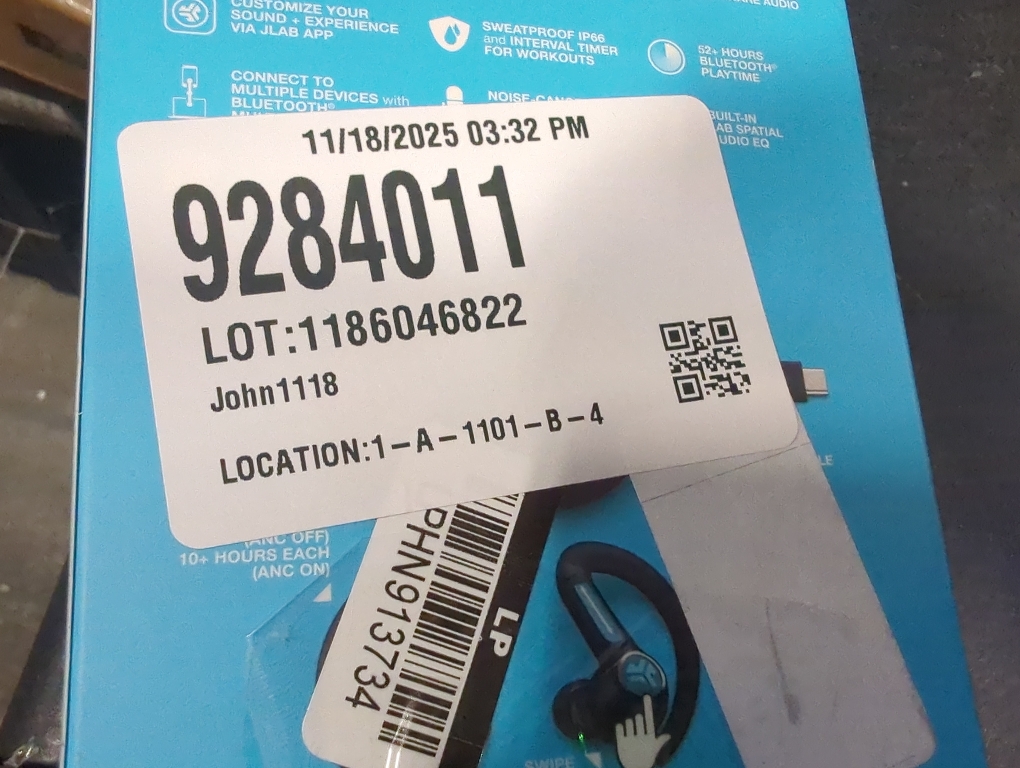 CUSTOMIZE YOUR
SOUND + EXPERIENCE
VIA JLAB APP
SWEATPROOF IP66
and INTERVAL TIMER
FOR WORKOUTS
AUDIO
52+ HOURS
BLUETOOTH®
PLAYTIME
CONNECT TO
MULTIPLE DEVICES with
BLUETOOTH®
11/18/2025 03:32 PM
9284011
LOT:1186046822
John1118
LOCATION:1-A-1101-B-4
(ANC OFF)
10+ HOURS EACH
(ANC ON)
PHN913734
LP
SWIPE
SPATIAL
EQ